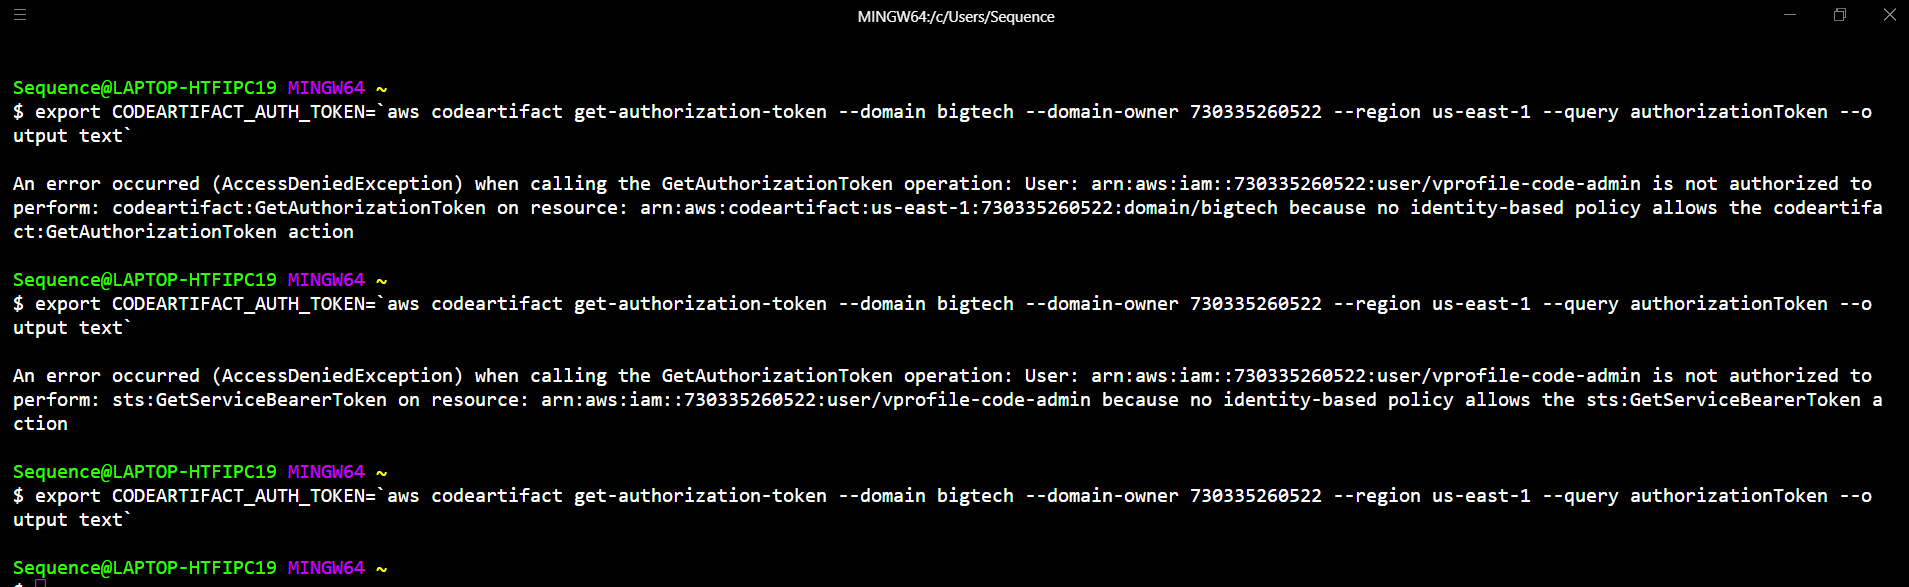 MINGW64:/c/Users/Sequence
Sequence@LAPTOP-HTFIPC19 MINGW64 ~
$ export CODEARTIFACT_AUTH_TOKEN=`aws codeartifact get-authorization-token --domain bigtech --domain-owner 730335260522 --region us-east-1 --query authorizationToken --o
utput text`
An error occurred (AccessDeniedException) when calling the GetAuthorizationToken operation: User: arn:aws:iam::730335260522:user/vprofile-code-admin is not authorized to
perform: codeartifact:GetAuthorizationToken on resource: arn:aws:codeartifact:us-east-1:730335260522:domain/bigtech because no identity-based policy allows the codeartifa
ct:GetAuthorizationToken action
Sequence@LAPTOP-HTFIPC19 MINGW64 ~
$ export CODEARTIFACT_AUTH_TOKEN=`aws codeartifact get-authorization-token --domain bigtech --domain-owner 730335260522 --region us-east-1 --query authorizationToken --o
utput text`
An error occurred (AccessDeniedException) when calling the GetAuthorizationToken operation: User: arn:aws:iam::730335260522:user/vprofile-code-admin is not authorized to
perform: sts:GetServiceBearerToken on resource: arn:aws:iam::730335260522:user/vprofile-code-admin because no identity-based policy allows the sts:GetServiceBearerToken a
ction
Sequence@LAPTOP-HTFIPC19 MINGW64 ~
$ export CODEARTIFACT_AUTH_TOKEN=`aws codeartifact get-authorization-token --domain bigtech --domain-owner 730335260522 --region us-east-1 --query authorizationToken --o
utput text`
Sequence@LAPTOP-HTFIPC19 MINGW64 ~
$